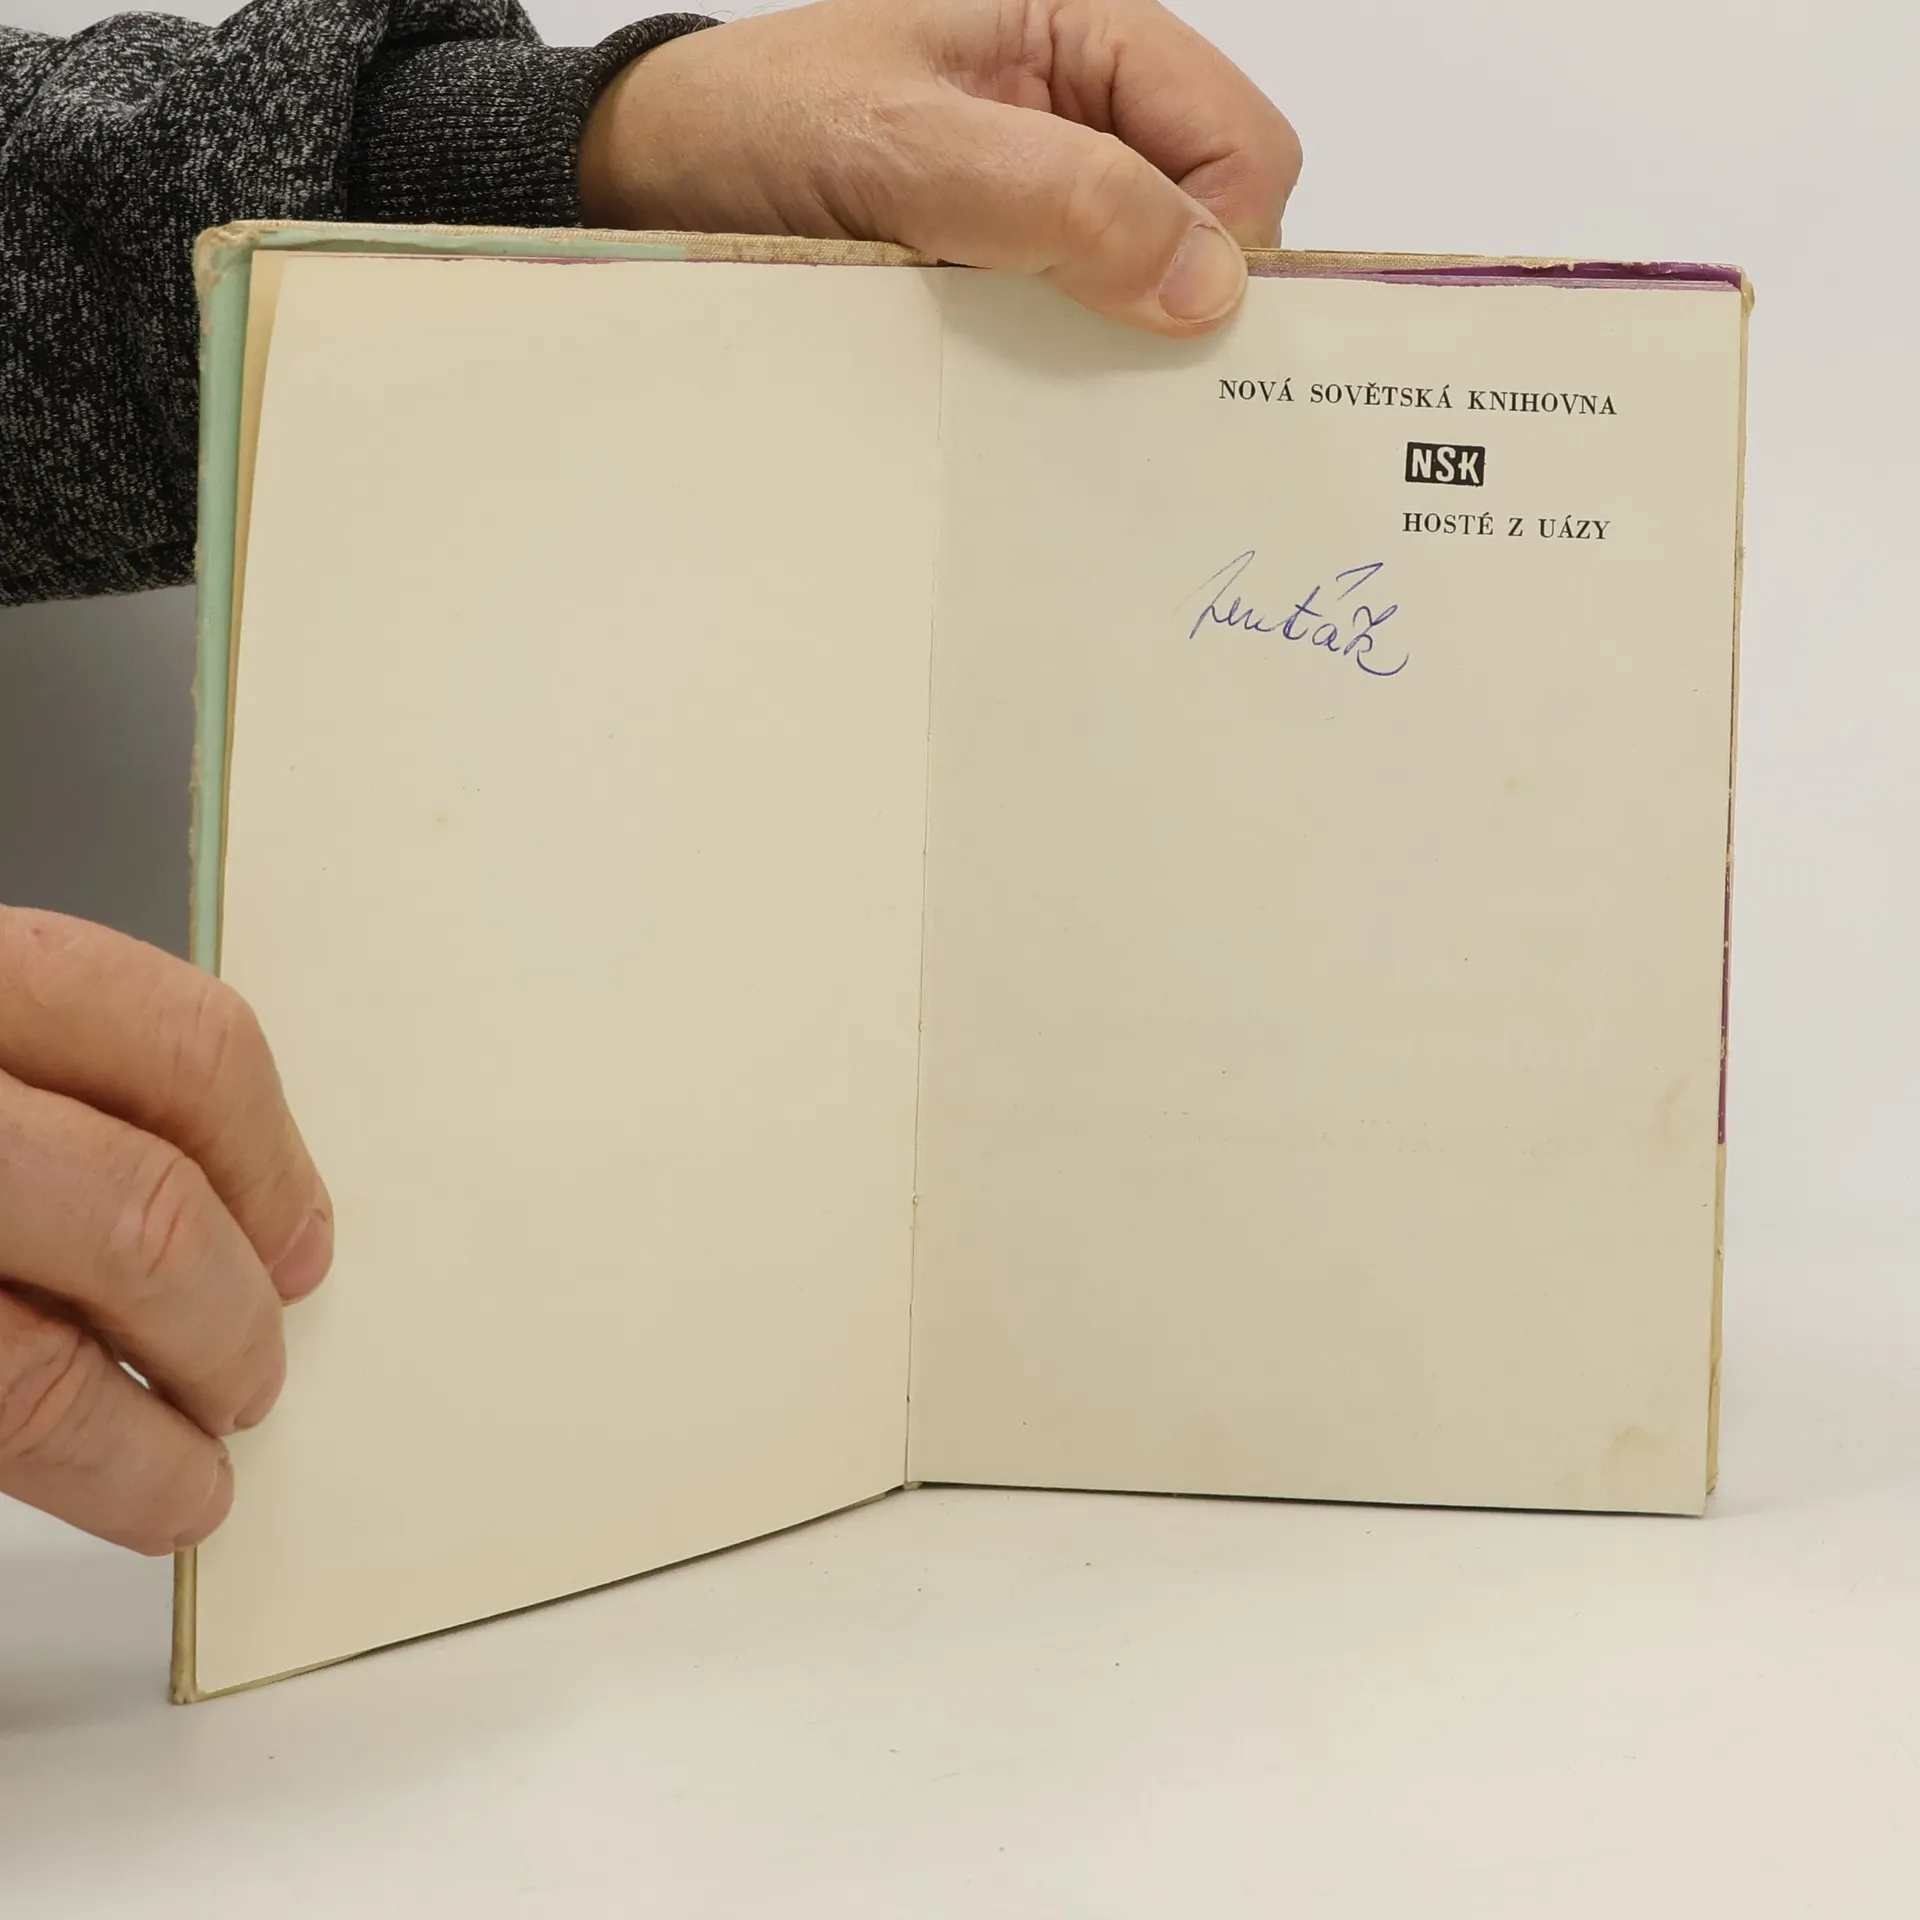 NOVÁ SOVĚTSKÁ KNIHOVNA
NSK
HOSTÉ Z UÁZY